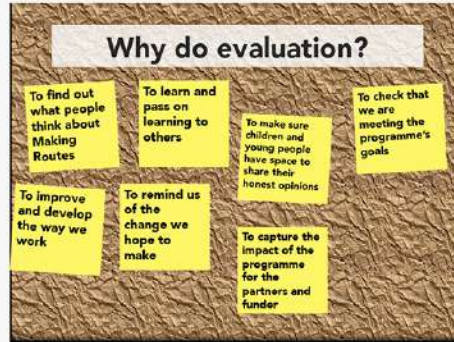 Why do evaluation?
To find out
what people
think about
Making
Routes
To learn and
pass on
learning to
others
To make sure
children and
young people
have space to
share their
honest opinions
To check that
we are
meeting the
programme's
goals
To improve
and develop
the way we
work
To remind us
of the
change we
hope to
make
To capture the
impact of the
programme
for the
partners and
funder